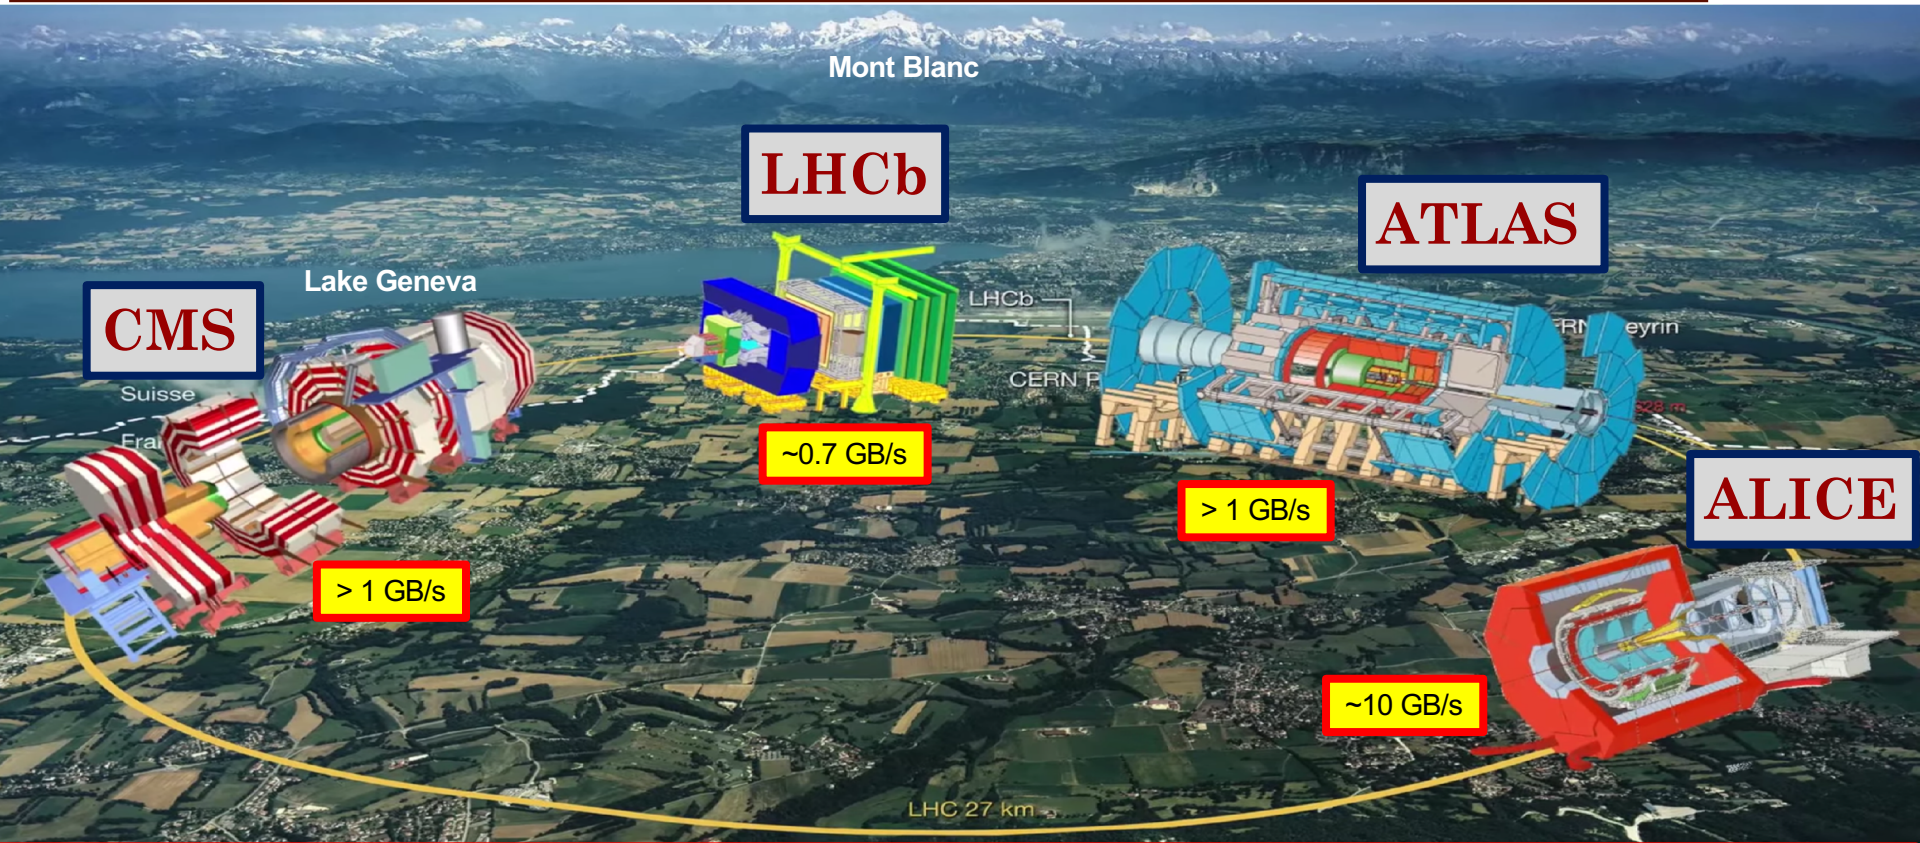 Mont Blanc
LHCb
ATLAS
Lake Geneva
CMS
LHCb
eyrin
CERN
Suisse
~0.7 GB/s
ALICE
> 1 GB/s
> 1 GB/s
~10 GB/s
LHC 27 km